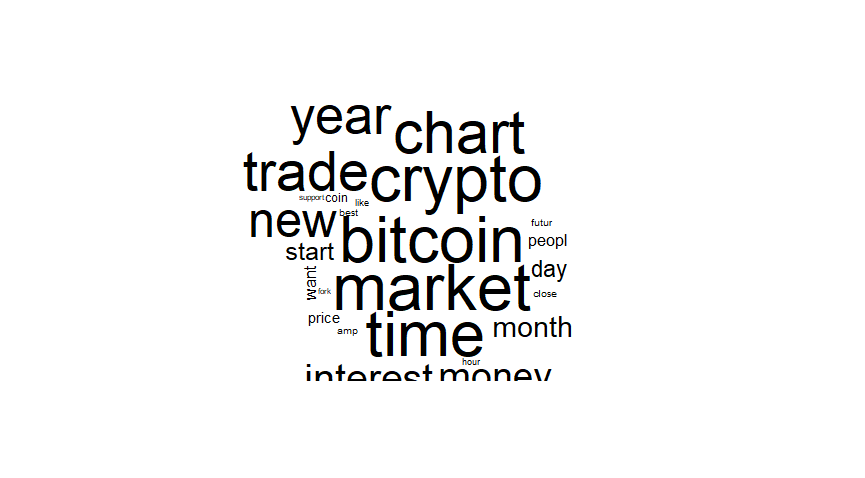 year
chart
trade
crypto
support
coin
like
new
best
bitcoin
futur
peopl
start
day
want
market
fork
close
price
amp
time
month
hour
interest
money